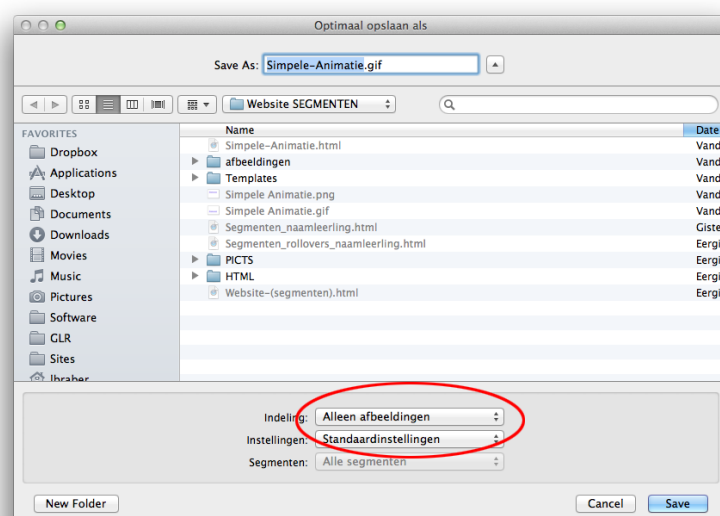 Optimaal opslaan als
Save As: Simpele-Animatie.gif
Website SEGMENTEN
FAVORITES
Dropbox
Applications
Desktop
Documents
Downloads
Movies
Music
Pictures
Software
GLR
Sites
lbraber
Name Date
Simpele-Animatie.html Vand
afbeeldingen Vand
Templates Vand
Simpele Animatie.png Vand
Simpele Animatie.gif Vand
Segmenten_naamleerling.html Giste
Segmenten_rollovers_naamleerling.html Eergi
PICTS Eergi
HTML Eergi
Website-(segmenten).html Eergi
Indeling: Alleen afbeeldingen
Instellingen: Standaardinstellingen
Segmenten: Alle segmenten
New Folder Cancel Save